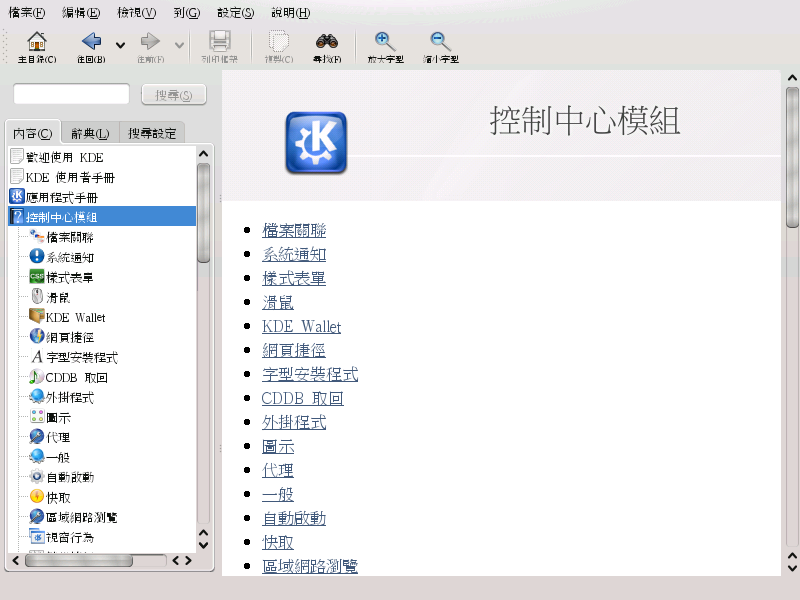 檔案(F) 編輯(E) 檢視(V) 到(G) 設定(S) 說明(H)
主目錄(C) 往回(B) 往前(F) 列印檔案 複製(C) 尋找(F) 放大字型 縮小字型
搜尋(S)
內容(C) 辭典(L) 搜尋設定
歡迎使用 KDE
KDE 使用者手冊
應用程式手冊
控制中心模組
檔案關聯
系統通知
樣式表單
滑鼠
KDE Wallet
網頁捷徑
字型安裝程式
CDDB 取回
外掛程式
圖示
代理
一般
自動啟動
快取
區域網路瀏覽
視窗行為
控制中心模組
檔案關聯
系統通知
樣式表單
滑鼠
KDE Wallet
網頁捷徑
字型安裝程式
CDDB 取回
外掛程式
圖示
代理
一般
自動啟動
快取
區域網路瀏覽